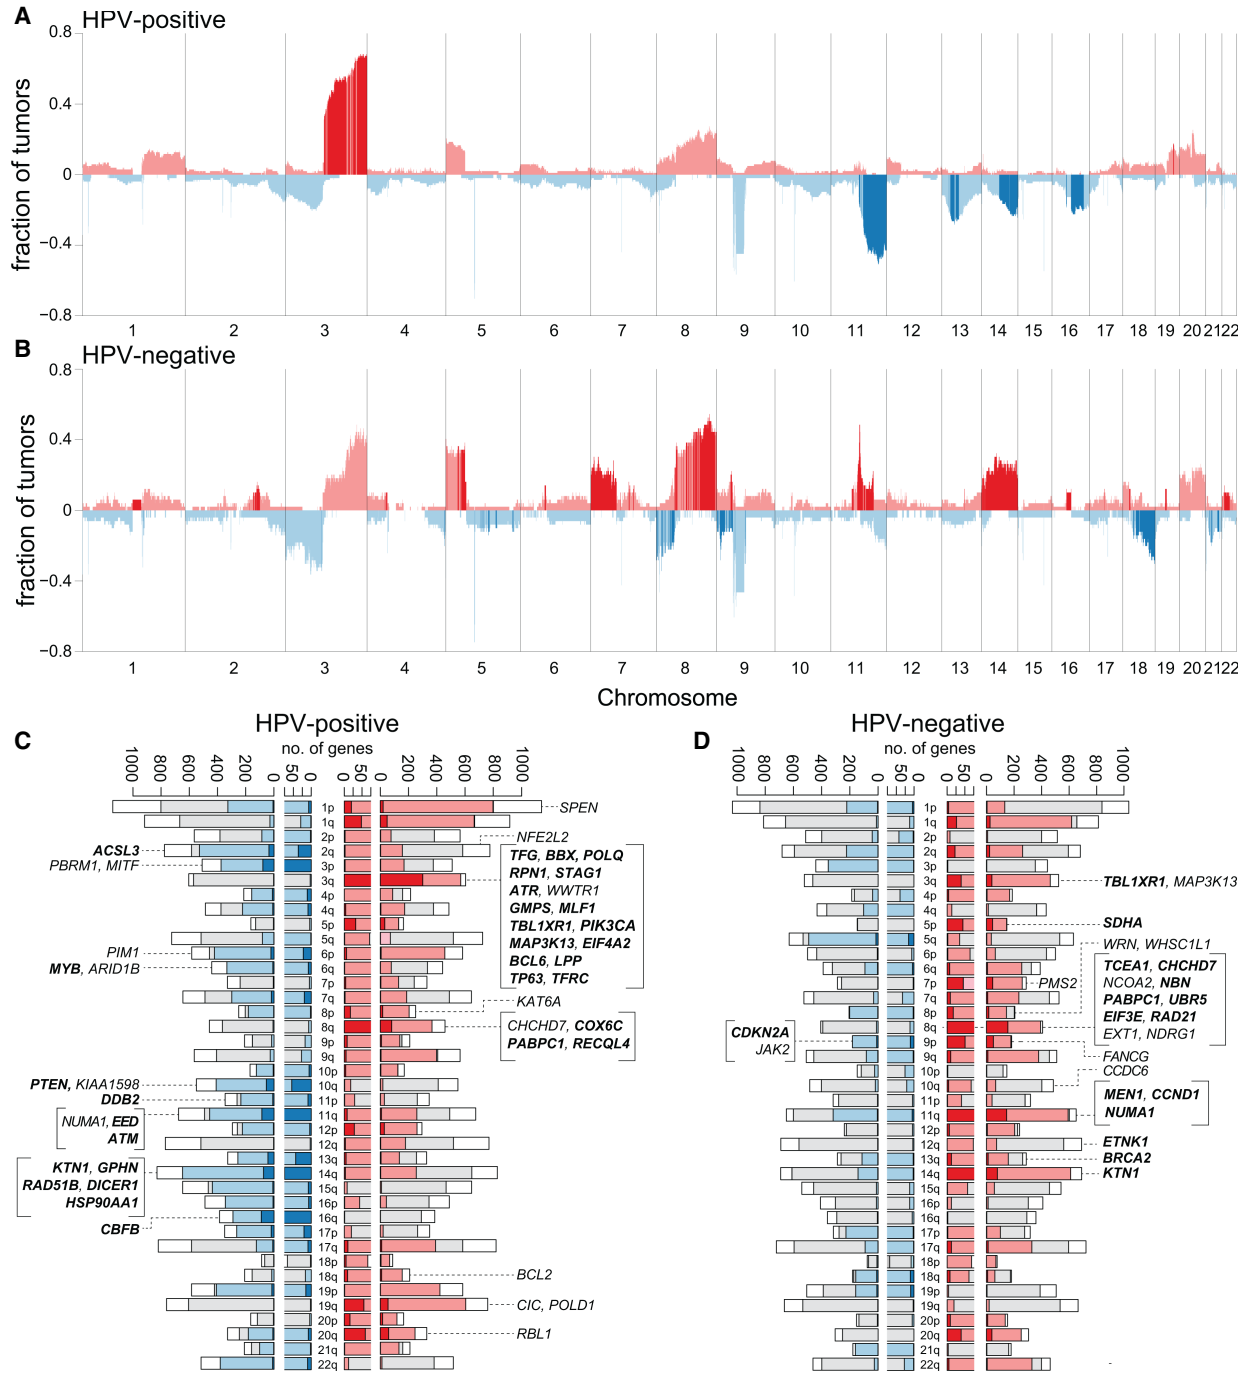 A
HPV-positive
fraction of tumors
0.8
0.4
0
−0.4
−0.8
1 2 3 4 5 6 7 8 9 10 11 12 13 14 15 16 17 18 19 20 21 22
B
HPV-negative
fraction of tumors
0.8
0.4
0
−0.4
−0.8
1 2 3 4 5 6 7 8 9 10 11 12 13 14 15 16 17 18 19 20 21 22
Chromosome
C
HPV-positive
no. of genes
1000 800 600 400 200 0 50 0 0 50 0 200 400 600 800 1000
ACSL3
PBRM1, MITF
PIM1
MYB, ARID1B
PTEN, KIAA1598
DDB2
NUMA1, EED
ATM
KTN1, GPHN
RAD51B, DICER1
HSP90AA1
CBFB
1p
1q
2p
2q
3p
3q
4p
4q
5p
5q
6p
6q
7p
7q
8p
8q
9p
9q
10p
10q
11p
11q
12p
12q
13q
14q
15q
16p
16q
17p
17q
18p
18q
19p
19q
20p
20q
21q
22q
SPEN
NFE2L2
TFG, BBX, POLQ
RPN1, STAG1
ATR, WWTR1
GMPS, MLF1
TBL1XR1, PIK3CA
MAP3K13, EIF4A2
BCL6, LPP
TP63, TFRC
KAT6A
CHCHD7, COX6C
PABPC1, RECQL4
BCL2
CIC, POLD1
RBL1
D
HPV-negative
no. of genes
1000 800 600 400 200 0 50 0 0 50 0 200 400 600 800 1000
CDKN2A
JAK2
1p
1q
2p
2q
3p
3q
4p
4q
5p
5q
6p
6q
7p
7q
8p
8q
9p
9q
10p
10q
11p
11q
12p
12q
13q
14q
15q
16p
16q
17p
17q
18p
18q
19p
19q
20p
20q
21q
22q
TBL1XR1, MAP3K13
SDHA
WRN, WHSC1L1
PMS2
TCEA1, CHCHD7
NCOA2, NBN
PABPC1, UBR5
EIF3E, RAD21
EXT1, NDRG1
FANCG
CCDC6
MEN1, CCND1
NUMA1
ETNK1
BRCA2
KTN1